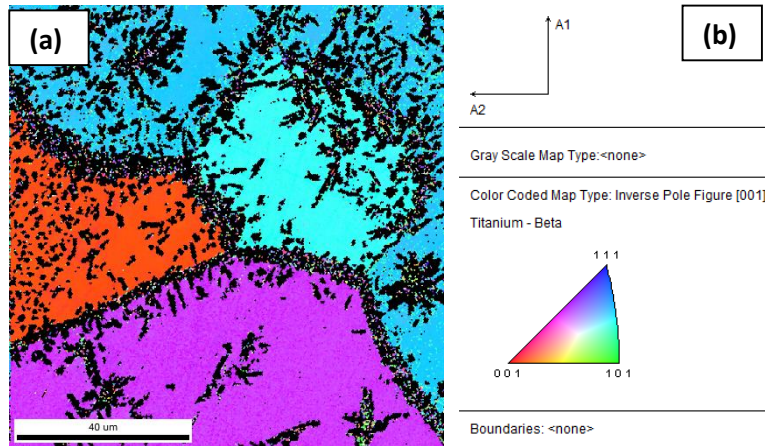 (a)
(b)
A1
A2
Gray Scale Map Type:<none>
Color Coded Map Type: Inverse Pole Figure [001]
Titanium - Beta
1 1 1
0 0 1
1 0 1
Boundaries: <none>
40 um